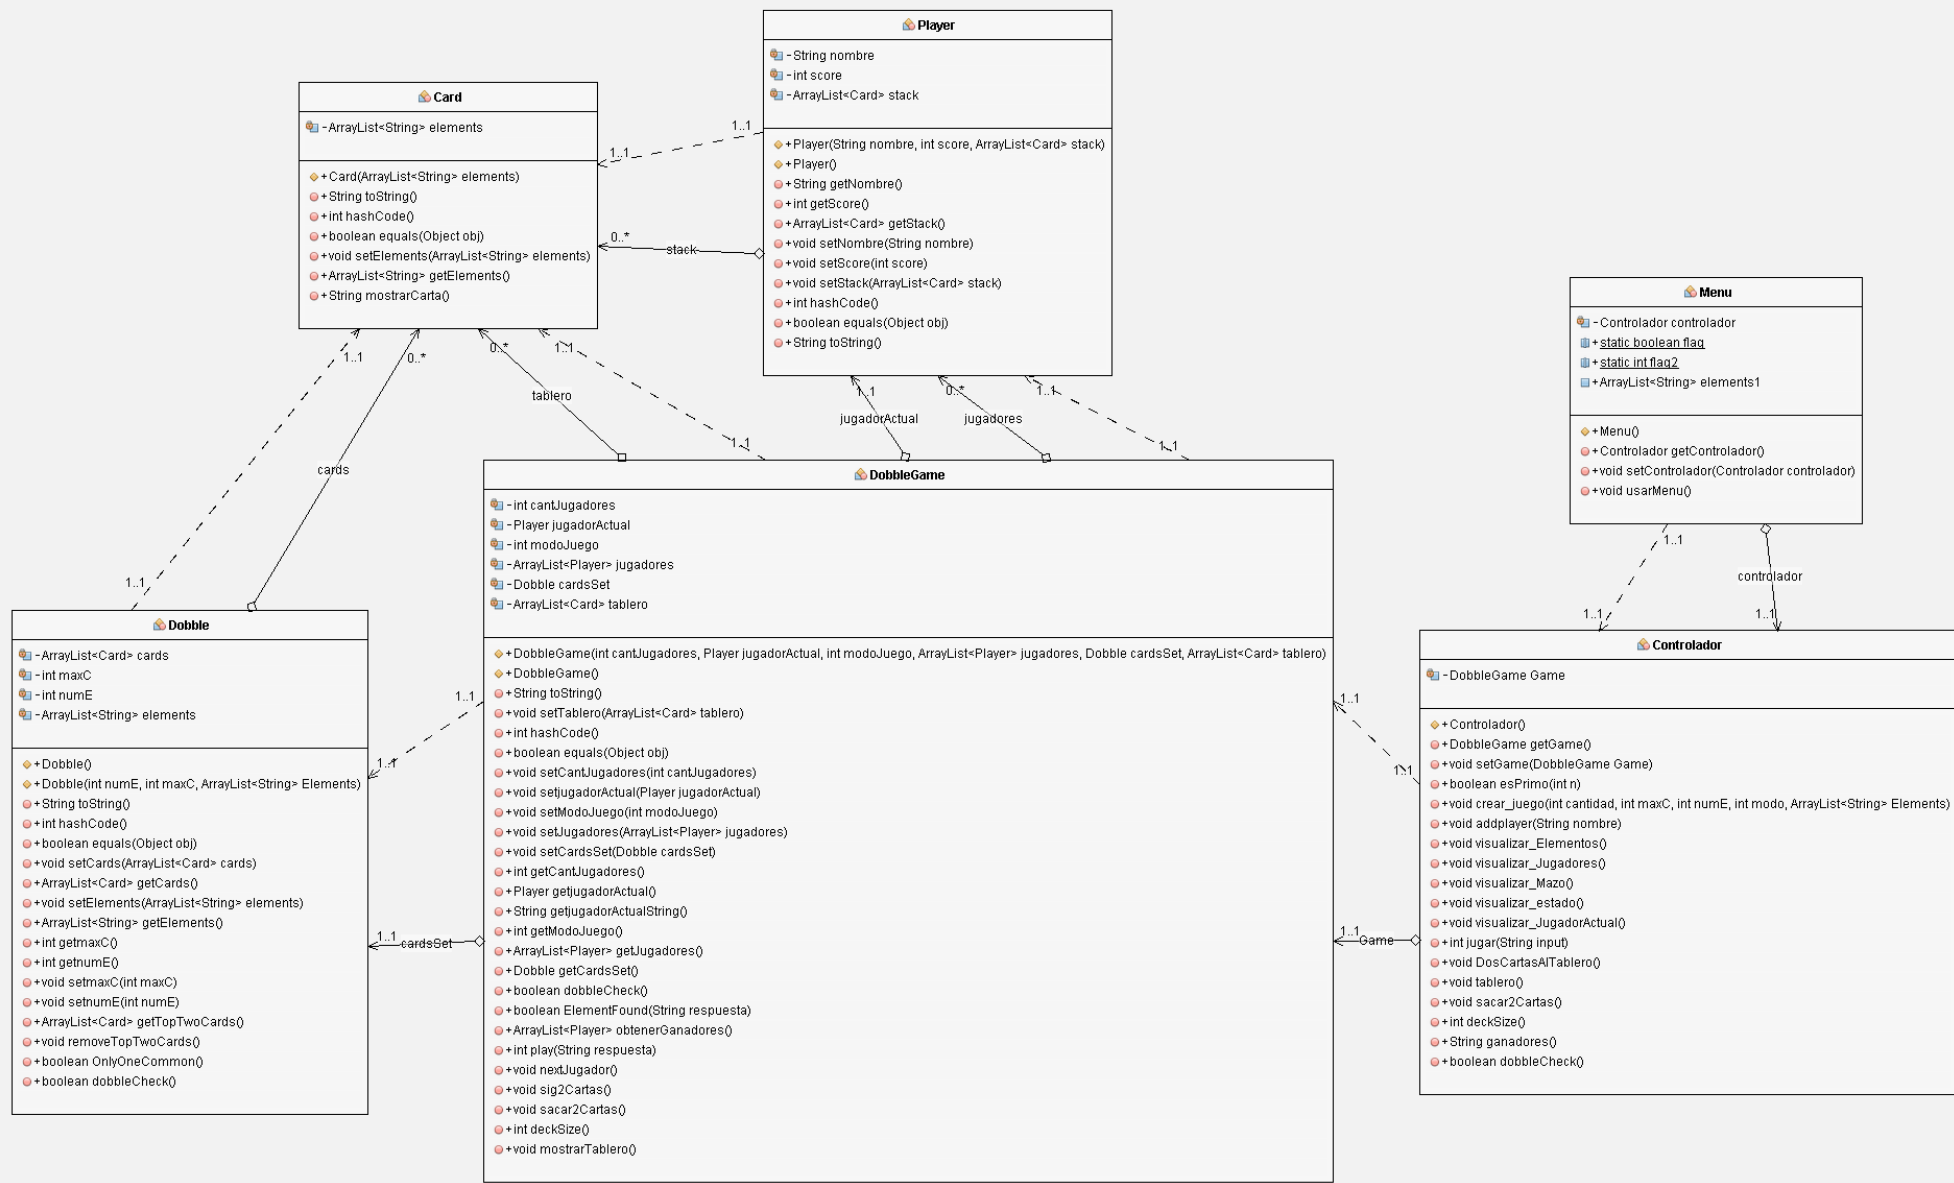 Player
- String nombre
- int score
- ArrayList<Card> stack
+ Player(String nombre, int score, ArrayList<Card> stack)
+ Player()
+ String getNombre()
+ int getScore()
+ ArrayList<Card> getStack()
+ void setNombre(String nombre)
+ void setScore(int score)
+ void setStack(ArrayList<Card> stack)
+ int hashCode()
+ boolean equals(Object obj)
+ String toString()
Card
- ArrayList<String> elements
+ Card(ArrayList<String> elements)
+ String toString()
+ int hashCode()
+ boolean equals(Object obj)
+ void setElements(ArrayList<String> elements)
+ ArrayList<String> getElements()
+ String mostrarCarta()
1..1
1..1
0..*
stack
1..1
0..*
0..*
1..1
tablero
1..1
0..*
1..1
jugadorActual
jugadores
1..1
1..1
cards
1..1
Menu
- Controlador controlador
+ static boolean flag
+ static int flag2
+ ArrayList<String> elements1
+ Menu()
+ Controlador getControlador()
+ void setControlador(Controlador controlador)
+ void usarMenu()
1..1
controlador
1..1
1..1
DobbleGame
- int cantJugadores
- Player jugadorActual
- int modoJuego
- ArrayList<Player> jugadores
- Dobble cardsSet
- ArrayList<Card> tablero
+ DobbleGame(int cantJugadores, Player jugadorActual, int modoJuego, ArrayList<Player> jugadores, Dobble cardsSet, ArrayList<Card> tablero)
+ DobbleGame()
+ String toString()
+ void setTablero(ArrayList<Card> tablero)
+ int hashCode()
+ boolean equals(Object obj)
+ void setCantJugadores(int cantJugadores)
+ void setjugadorActual(Player jugadorActual)
+ void setModoJuego(int modoJuego)
+ void setJugadores(ArrayList<Player> jugadores)
+ void setCardsSet(Dobble cardsSet)
+ int getCantJugadores()
+ Player getjugadorActual()
+ String getjugadorActualString()
+ int getModoJuego()
+ ArrayList<Player> getJugadores()
+ Dobble getCardsSet()
+ boolean dobbleCheck()
+ boolean ElementFound(String respuesta)
+ ArrayList<Player> obtenerGanadores()
+ int play(String respuesta)
+ void nextJugador()
+ void sig2Cartas()
+ void sacar2Cartas()
+ int deckSize()
+ void mostrarTablero()
Dobble
- ArrayList<Card> cards
- int maxC
- int numE
- ArrayList<String> elements
+ Dobble()
+ Dobble(int numE, int maxC, ArrayList<String> Elements)
+ String toString()
+ int hashCode()
+ boolean equals(Object obj)
+ void setCards(ArrayList<Card> cards)
+ ArrayList<Card> getCards()
+ void setElements(ArrayList<String> elements)
+ ArrayList<String> getElements()
+ int getmaxC()
+ int getnumE()
+ void setmaxC(int maxC)
+ void setnumE(int numE)
+ ArrayList<Card> getTopTwoCards()
+ void removeTopTwoCards()
+ boolean OnlyOneCommon()
+ boolean dobbleCheck()
1..1
1..1
1..1
cardsSet
1..1
1..1
1..1
Game
Controlador
- DobbleGame Game
+ Controlador()
+ DobbleGame getGame()
+ void setGame(DobbleGame Game)
+ boolean esPrimo(int n)
+ void crear_juego(int cantidad, int maxC, int numE, int modo, ArrayList<String> Elements)
+ void addplayer(String nombre)
+ void visualizar_Elementos()
+ void visualizar_Jugadores()
+ void visualizar_Mazo()
+ void visualizar_estado()
+ void visualizar_JugadorActual()
+ int jugar(String input)
+ void DosCartasAlTablero()
+ void tablero()
+ void sacar2Cartas()
+ int deckSize()
+ String ganadores()
+ boolean dobbleCheck()